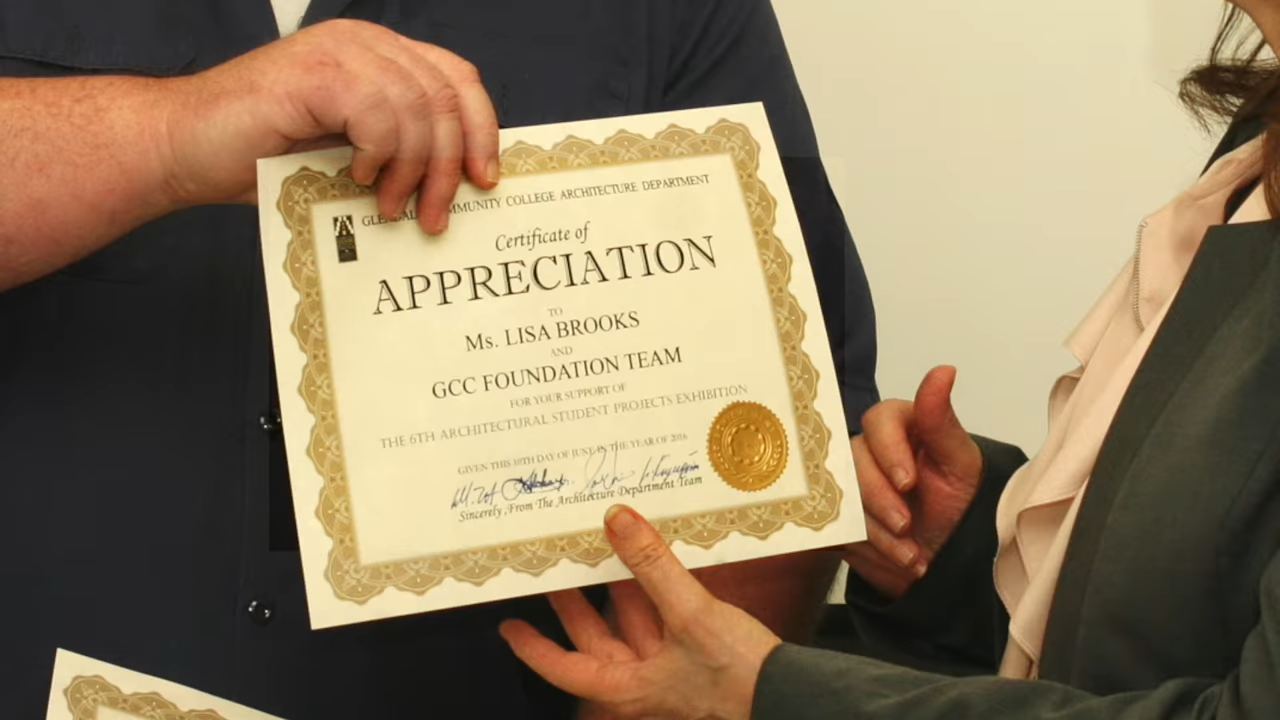 GLENDALE COMMUNITY COLLEGE ARCHITECTURE DEPARTMENT
Certificate of
APPRECIATION
TO
Ms. LISA BROOKS
AND
GCC FOUNDATION TEAM
FOR YOUR SUPPORT OF
THE 6TH ARCHITECTURAL STUDENT PROJECTS EXHIBITION
GIVEN THIS 10TH DAY OF JUNE IN THE YEAR OF 2016
Sincerely ,From The Architecture Department Team